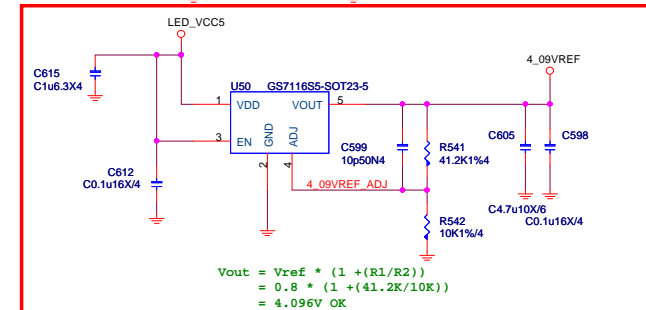 LED_VCC5
4_09VREF
C615
C1u6.3X4
U50 GS7116S5-SOT23-5
1 VDD VOUT 5
3 EN GND ADJ
2 4
C599
10p50N4
R541
41.2K1%4
C605 C598
C612
C0.1u16X/4
4_09VREF_ADJ
C4.7u10X/6
C0.1u16X/4
R542
10K1%/4
Vout = Vref * (1 +(R1/R2))
= 0.8 * (1 +(41.2K/10K))
= 4.096V OK